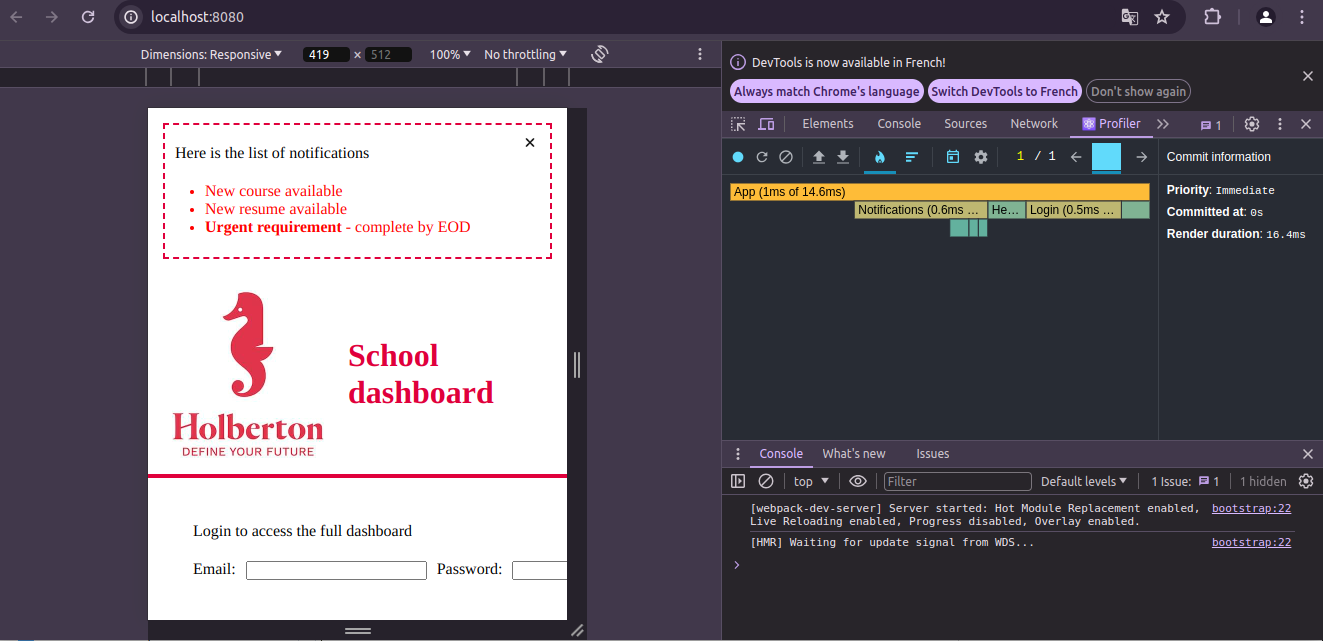 localhost:8080
Dimensions: Responsive 419 × 512 100% No throttling
DevTools is now available in French!
Always match Chrome's language Switch DevTools to French Don't show again
Elements Console Sources Network Profiler 1
1 / 1 Commit information
App (1ms of 14.6ms)
Notifications (0.6ms ... He… Login (0.5ms ...
Priority: Immediate
Committed at: 0s
Render duration: 16.4ms
Here is the list of notifications
New course available
New resume available
Urgent requirement - complete by EOD
School
dashboard
Holberton
DEFINE YOUR FUTURE
Login to access the full dashboard
Email: Password:
Console What's new Issues
top Filter Default levels 1 Issue: 1 1 hidden
[webpack-dev-server] Server started: Hot Module Replacement enabled, bootstrap:22
Live Reloading enabled, Progress disabled, Overlay enabled.
[HMR] Waiting for update signal from WDS... bootstrap:22